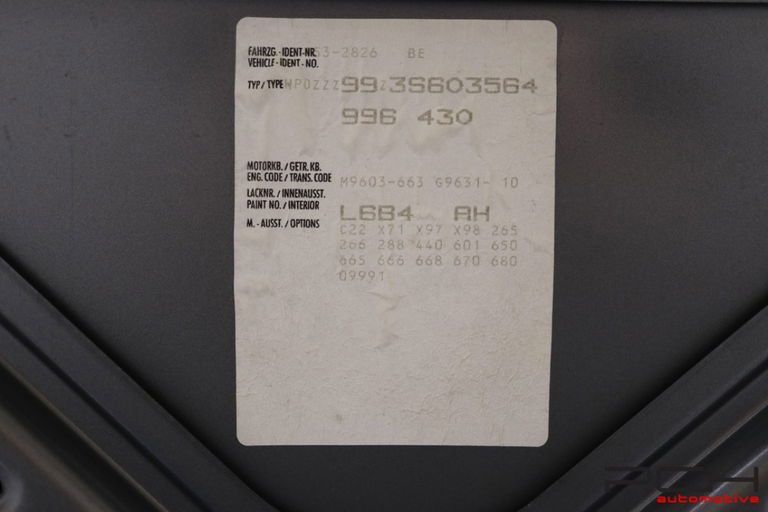 FAHRZG.-IDENT-NR. 53-2826 BE
VEHICLE-IDENT-NO.
TYP/TYPE WP0ZZZ99Z3S603564
996 430
MOTORKB./GETR.KB.
ENG.CODE/TRANS.CODE M9603-663 G9631- 10
LACKNR./INNENAUSST.
PAINT NO./INTERIOR L6B4 AH
M.-AUSST./OPTIONS C22 X71 X97 X98 265
266 288 440 601 650
665 666 668 670 680
09991
automotive